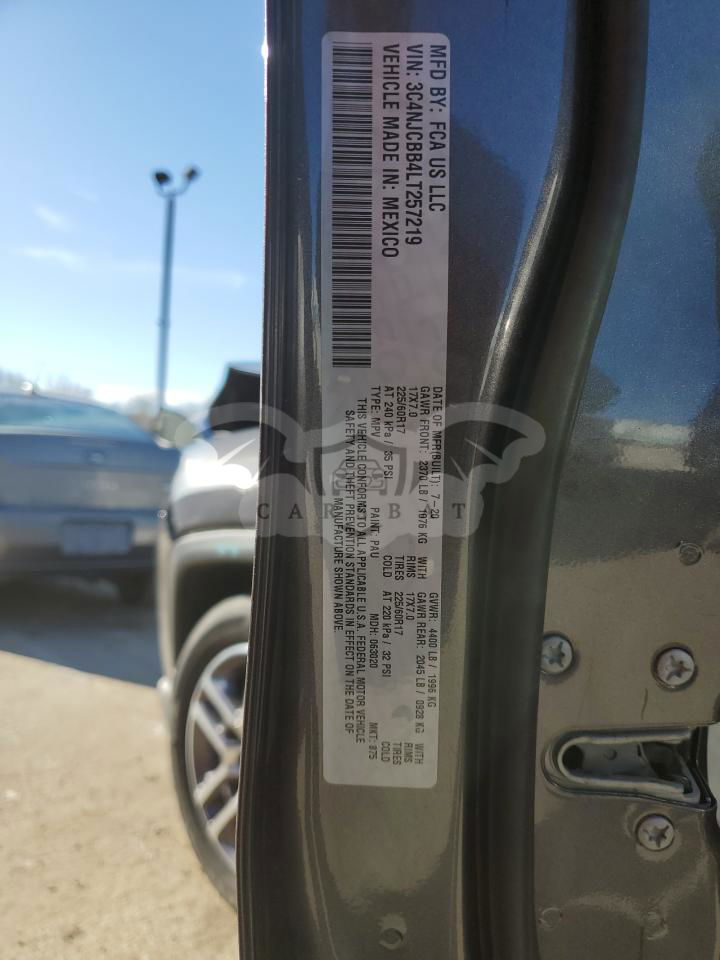 MFD BY: FCA US LLC
VIN: 3C4NJCBB4LT257219
VEHICLE MADE IN: MEXICO
DATE OF MFR(BUILT): 7-20 GVWR: 4400 LB / 1996 KG
GAWR FRONT: 2370 LB / 1076 KG WITH GAWR REAR: 2045 LB / 0928 KG WITH
17X7.0 RIMS 17X7.0 RIMS
225/60R17 TIRES 225/60R17 TIRES
AT 240 kPa / 35 PSI COLD AT 220 kPa / 32 PSI COLD
TYPE: MPV PAINT: PAU MDH: 063020 MKT: 875
THIS VEHICLE CONFORMS TO ALL APPLICABLE U.S.A. FEDERAL MOTOR VEHICLE
SAFETY AND THEFT PREVENTION STANDARDS IN EFFECT ON THE DATE OF
MANUFACTURE SHOWN ABOVE.